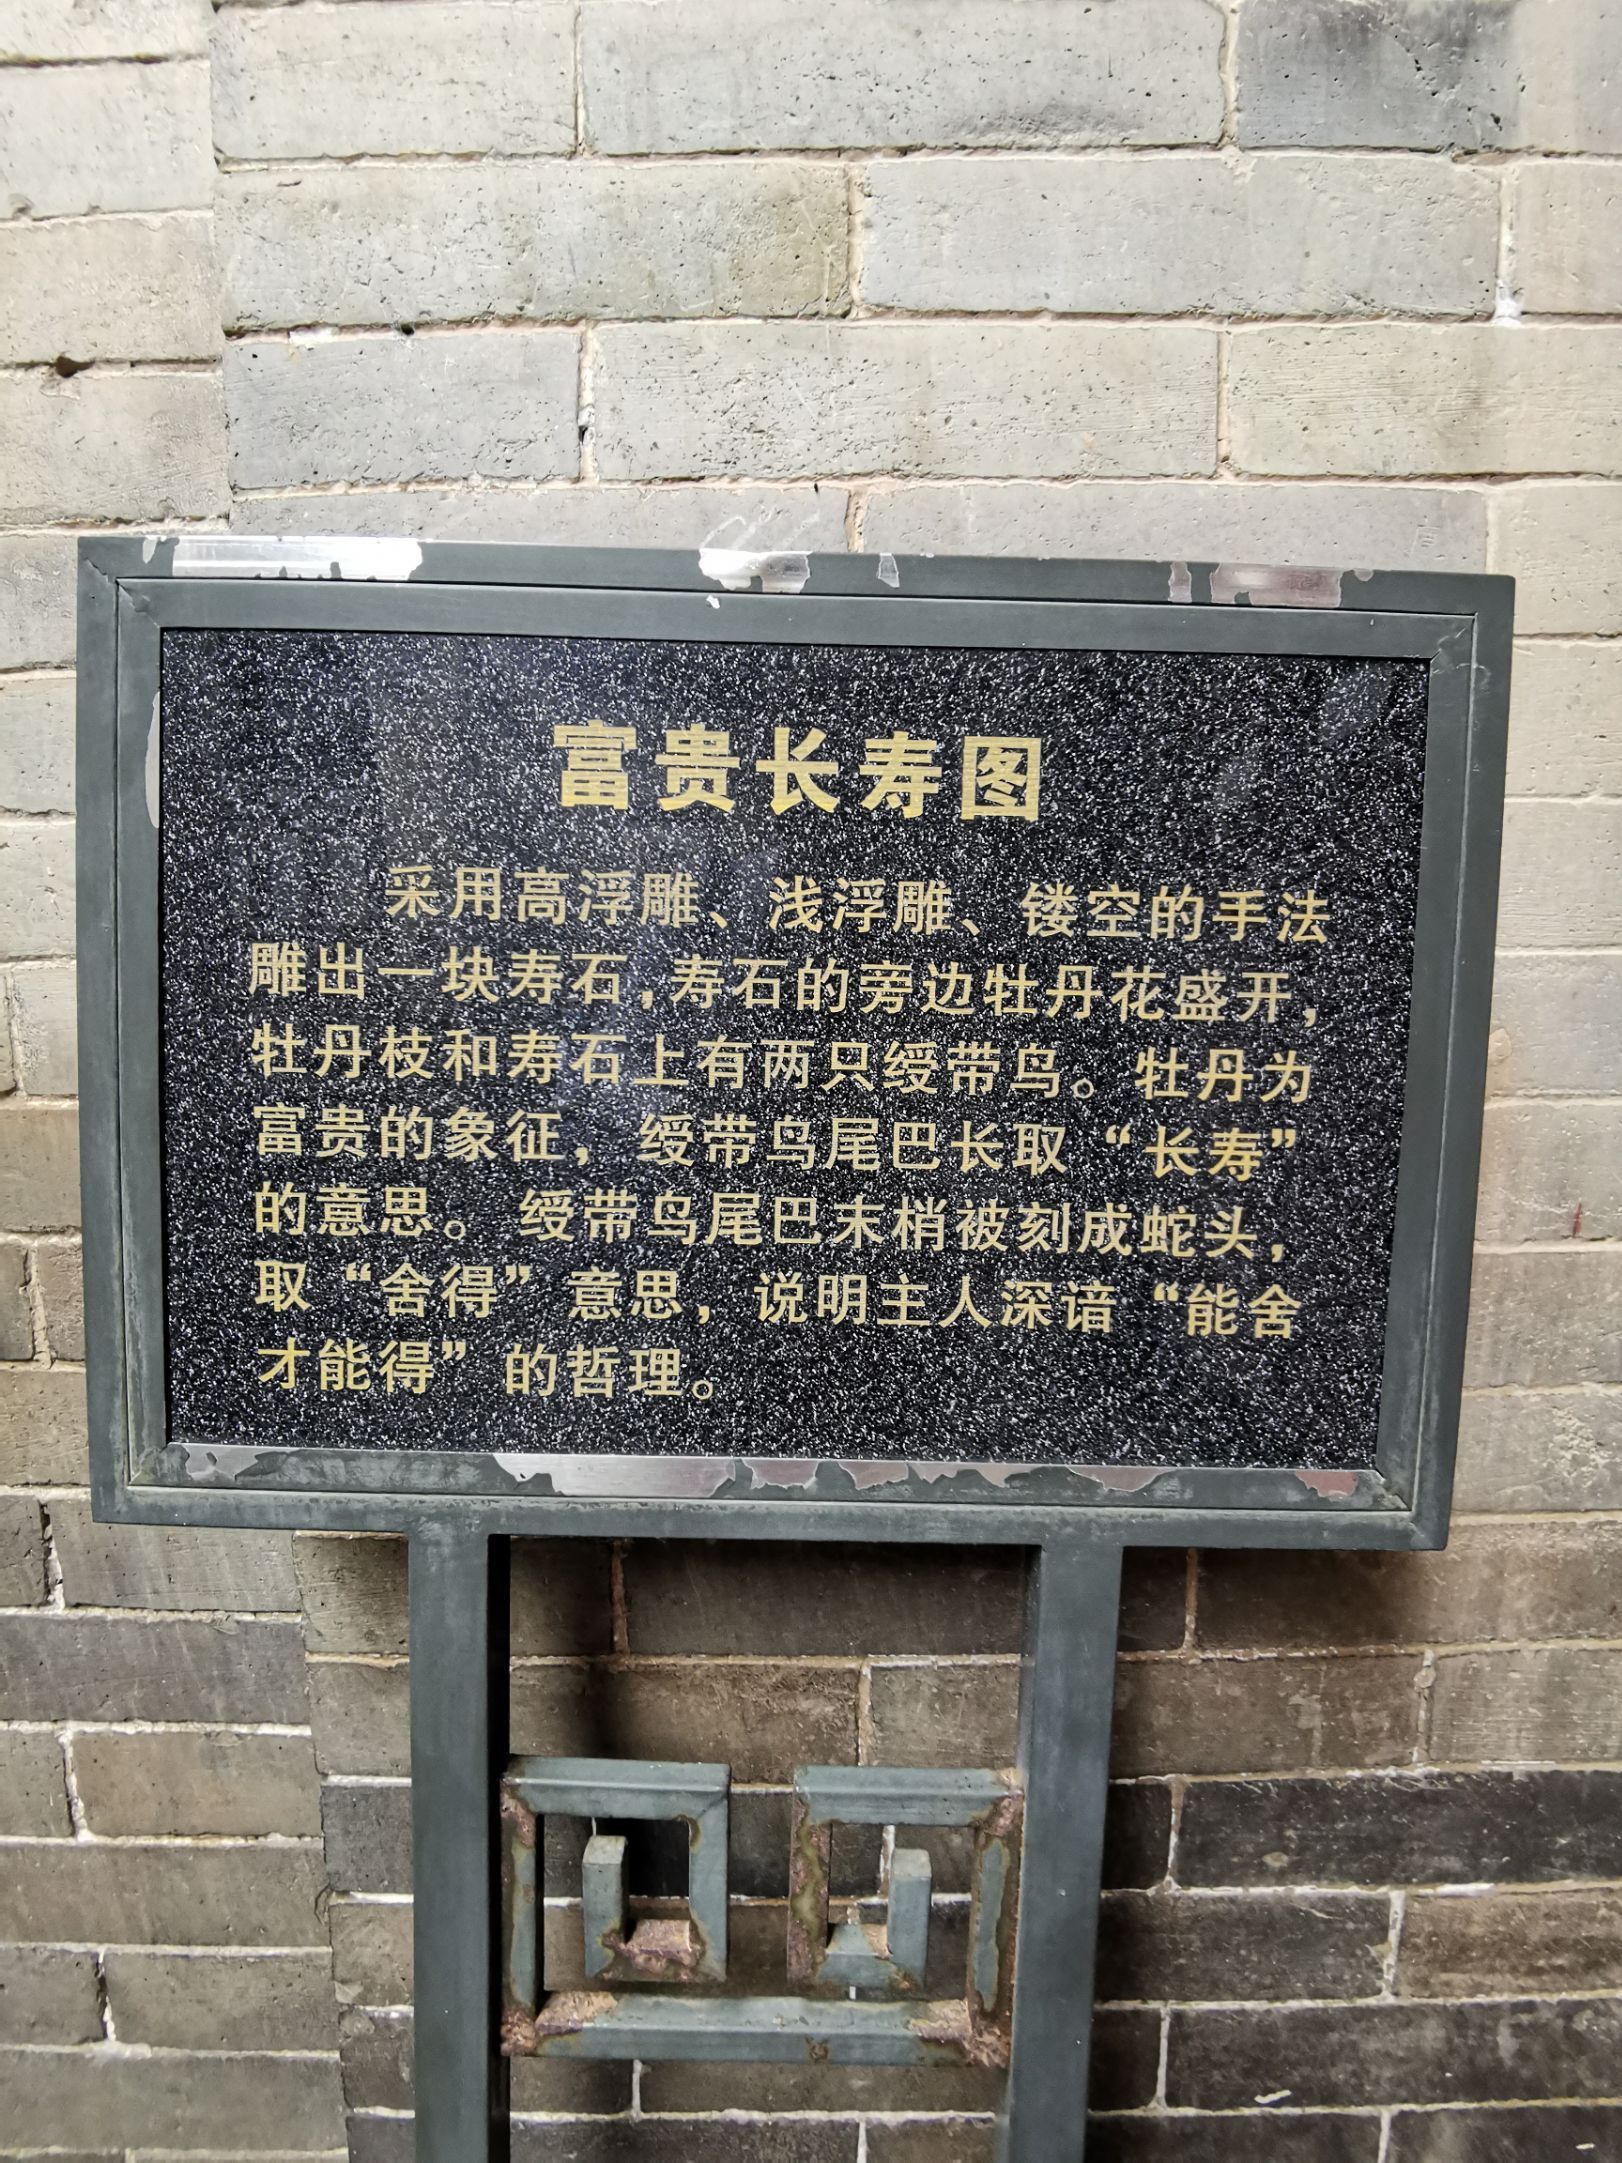 富贵长寿图
采用高浮雕、浅浮雕、镂空的手法
雕出一块寿石，寿石的旁边牡丹花盛开，
牡丹枝和寿石上有两只绶带鸟。牡丹为
富贵的象征，绶带鸟尾巴长取“长寿”
的意思。绶带鸟尾巴末梢被刻成蛇头，
取“舍得”意思，说明主人深谙“能舍
才能得”的哲理。